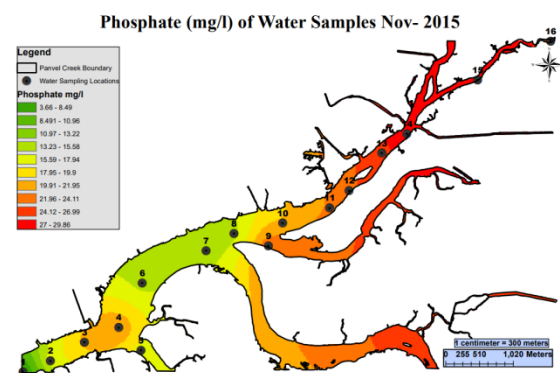 Phosphate (mg/l) of Water Samples Nov- 2015
Legend
Panvel Creek Boundary
Water Sampling Locations
Phosphate mg/l
3.66 - 8.49
8.491 - 10.96
10.97 - 13.22
13.23 - 15.58
15.59 - 17.94
17.95 - 19.9
19.91 - 21.95
21.96 - 24.11
24.12 - 26.99
27 - 29.86
16
15
13
12
11
10
9
8
7
6
4
3
2
5
1 centimeter = 300 meters
0 255 510 1,020 Meters